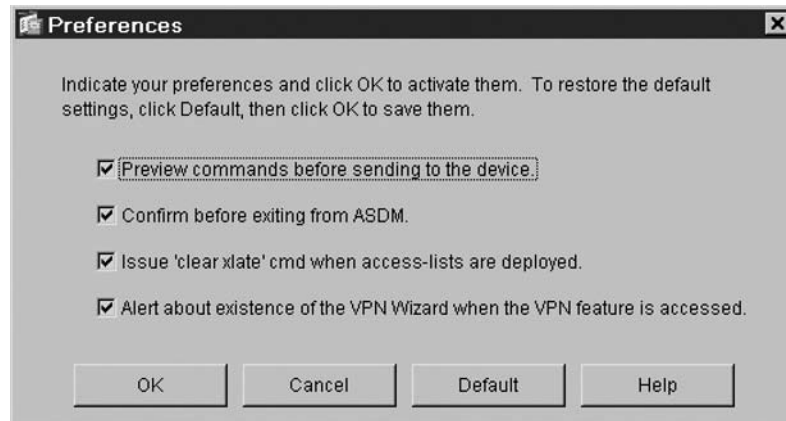 Preferences
Indicate your preferences and click OK to activate them. To restore the default
settings, click Default, then click OK to save them.
Preview commands before sending to the device.
Confirm before exiting from ASDM.
Issue 'clear xlate' cmd when access-lists are deployed.
Alert about existence of the VPN Wizard when the VPN feature is accessed.
OK
Cancel
Default
Help